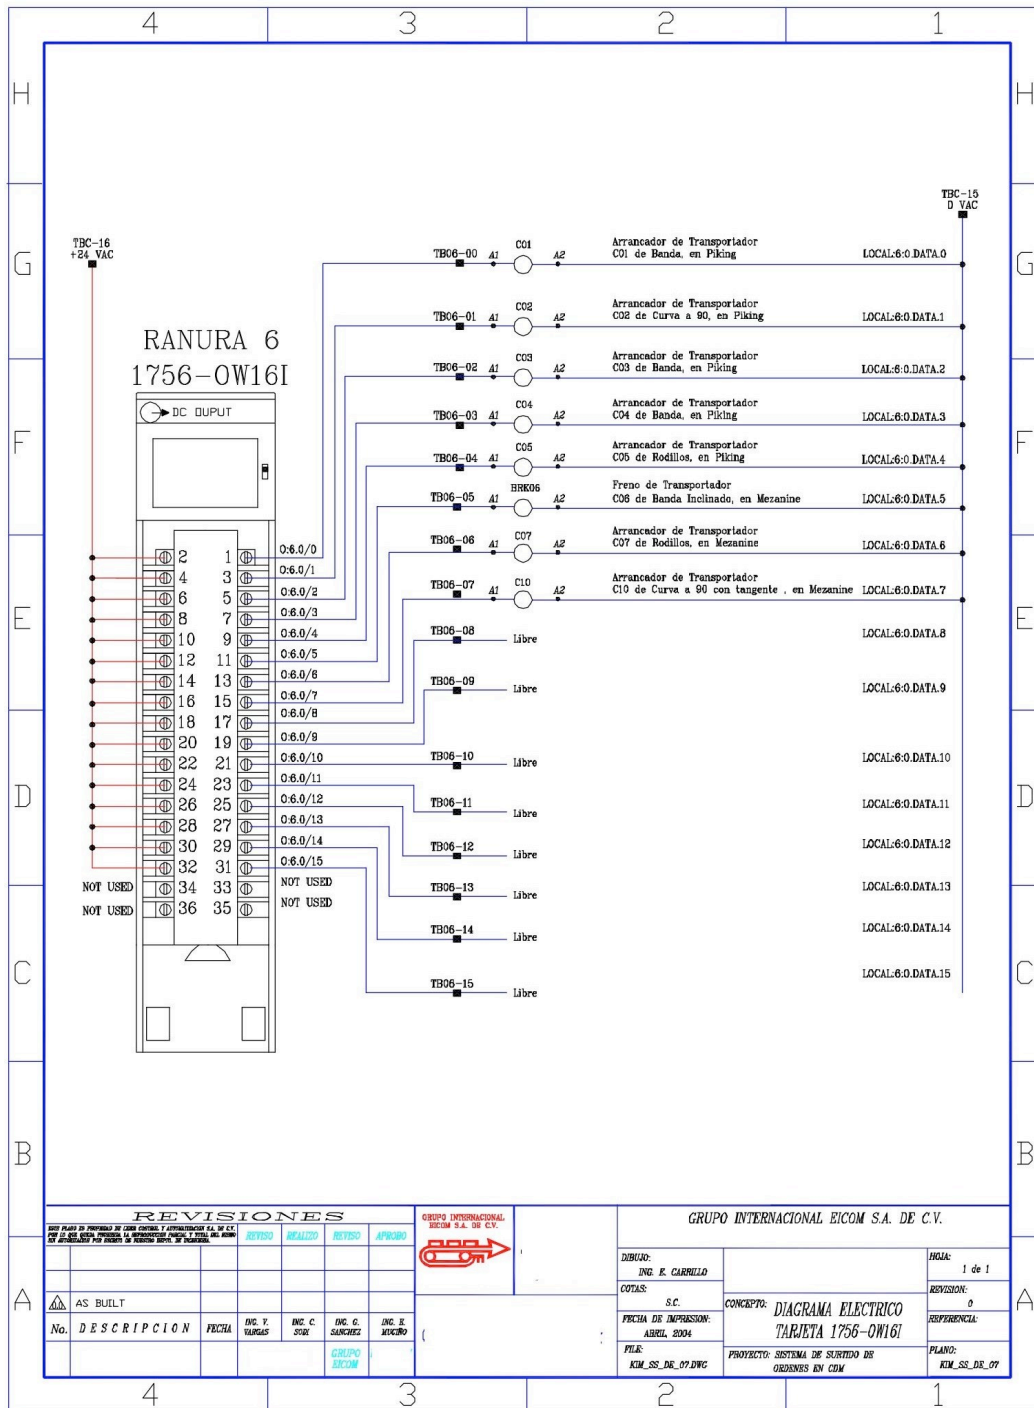 4 3 2 1
H H
G G
F F
E E
D D
C C
B B
A A
TBC-15
0 VAC
TBC-16
+24 VAC
RANURA 6
1756-OW16I
DC OUPUT
TB06-00 A1 C01 A2
Arrancador de Transportador
C01 de Banda, en Piking
LOCAL:6:O.DATA.0
TB06-01 A1 C02 A2
Arrancador de Transportador
C02 de Curva a 90, en Piking
LOCAL:6:O.DATA.1
TB06-02 A1 C03 A2
Arrancador de Transportador
C03 de Banda, en Piking
LOCAL:6:O.DATA.2
TB06-03 A1 C04 A2
Arrancador de Transportador
C04 de Banda, en Piking
LOCAL:6:O.DATA.3
TB06-04 A1 C05 A2
Arrancador de Transportador
C05 de Rodillos, en Piking
LOCAL:6:O.DATA.4
TB06-05 A1 BRK06 A2
Freno de Transportador
C06 de Banda Inclinado, en Mezanine
LOCAL:6:O.DATA.5
TB06-06 A1 C07 A2
Arrancador de Transportador
C07 de Rodillos, en Mezanine
LOCAL:6:O.DATA.6
TB06-07 A1 C10 A2
Arrancador de Transportador
C10 de Curva a 90 con tangente , en Mezanine
LOCAL:6:O.DATA.7
TB06-08 Libre LOCAL:6:O.DATA.8
TB06-09 Libre LOCAL:6:O.DATA.9
TB06-10 Libre LOCAL:6:O.DATA.10
TB06-11 Libre LOCAL:6:O.DATA.11
TB06-12 Libre LOCAL:6:O.DATA.12
TB06-13 Libre LOCAL:6:O.DATA.13
TB06-14 Libre LOCAL:6:O.DATA.14
TB06-15 Libre LOCAL:6:O.DATA.15
2 1 O:6.0/0
4 3 O:6.0/1
6 5 O:6.0/2
8 7 O:6.0/3
10 9 O:6.0/4
12 11 O:6.0/5
14 13 O:6.0/6
16 15 O:6.0/7
18 17 O:6.0/8
20 19 O:6.0/9
22 21 O:6.0/10
24 23 O:6.0/11
26 25 O:6.0/12
28 27 O:6.0/13
30 29 O:6.0/14
32 31 O:6.0/15
NOT USED 34 33 NOT USED
NOT USED 36 35 NOT USED
REVISIONES
REVISO REALIZO REVISO APROBO
AS BUILT
No. DESCRIPCION FECHA
ING. V. VARGAS
ING. C. SODI
ING. G. SANCHEZ
ING. E. MUCIÑO
GRUPO
EICOM
GRUPO INTERNACIONAL
EICOM S.A. DE C.V.
GRUPO INTERNACIONAL EICOM S.A. DE C.V.
DIBUJO:
ING. E. CARRILLO
COTAS:
S.C.
FECHA DE IMPRESION:
ABRIL, 2004
FILE:
KIM_SS_DE_07.DWG
CONCEPTO: DIAGRAMA ELECTRICO
TARJETA 1756-OW16I
PROYECTO: SISTEMA DE SURTIDO DE
ORDENES EN CDM
HOJA:
1 de 1
REVISION:
0
REFERENCIA:
PLANO:
KIM_SS_DE_07
4 3 2 1